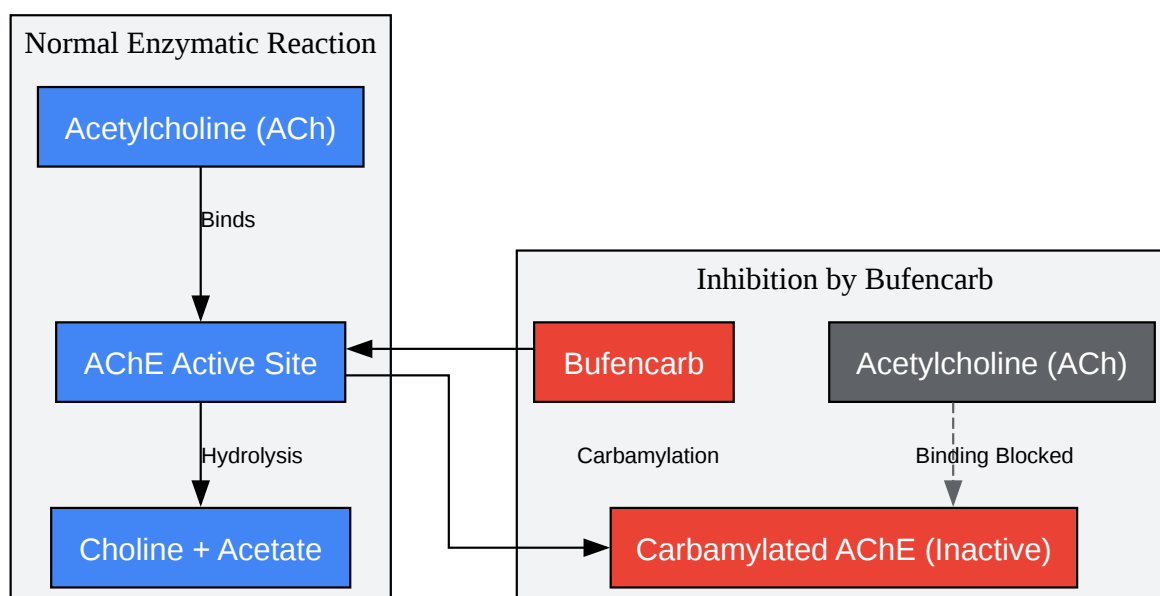 Normal Enzymatic Reaction
Acetylcholine (ACh)
Binds
AChE Active Site
Hydrolysis
Choline + Acetate
Inhibition by Bufencarb
Bufencarb
Acetylcholine (ACh)
Carbamylation
Binding Blocked
Carbamylated AChE (Inactive)